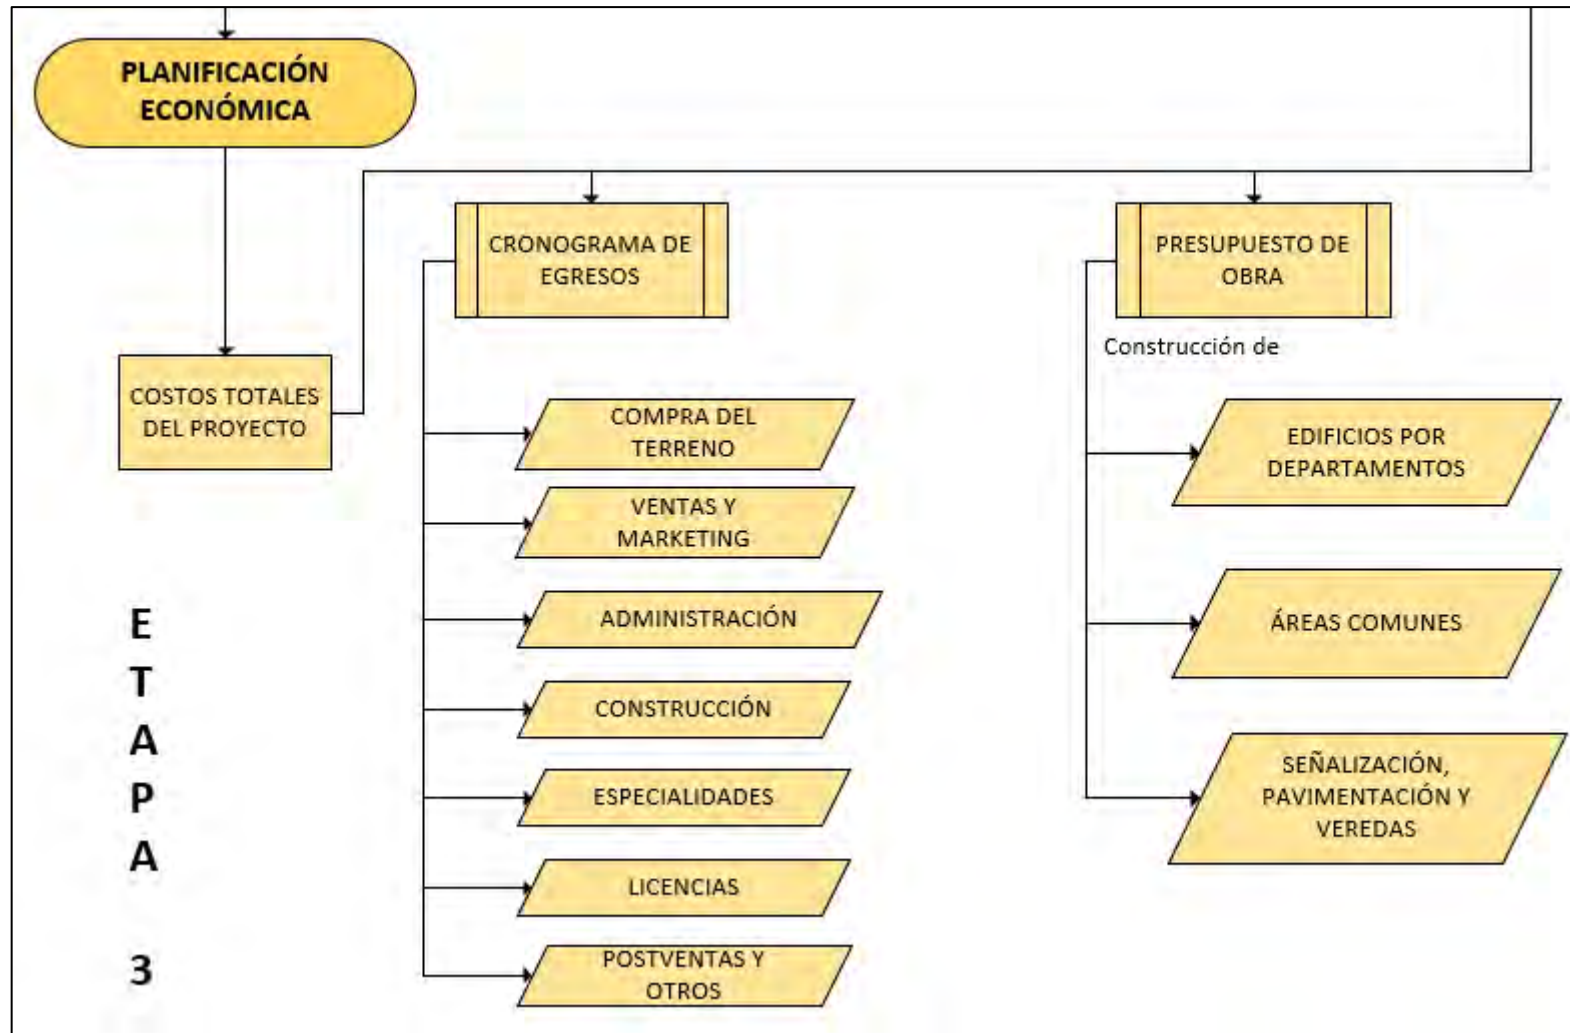 PLANIFICACIÓN
ECONÓMICA
COSTOS TOTALES
DEL PROYECTO
CRONOGRAMA DE
EGRESOS
COMPRA DEL
TERRENO
VENTAS Y
MARKETING
ADMINISTRACIÓN
CONSTRUCCIÓN
ESPECIALIDADES
LICENCIAS
POSTVENTAS Y
OTROS
PRESUPUESTO DE
OBRA
Construcción de
EDIFICIOS POR
DEPARTAMENTOS
ÁREAS COMUNES
SEÑALIZACIÓN,
PAVIMENTACIÓN Y
VEREDAS
E
T
A
P
A
3